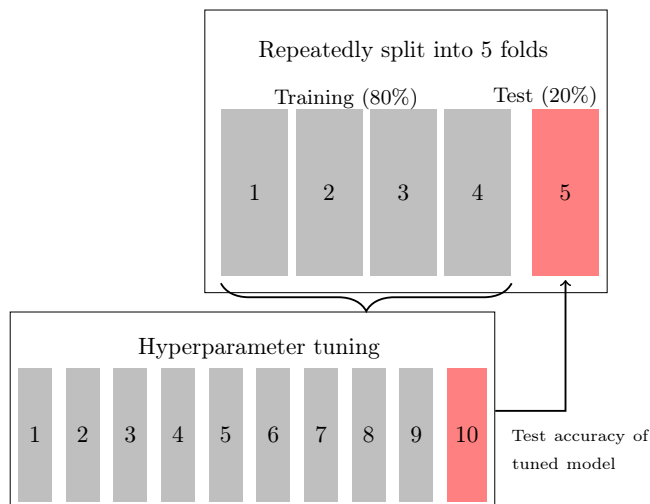 Repeatedly split into 5 folds
Training (80%) Test (20%)
1 2 3 4 5
Hyperparameter tuning
1 2 3 4 5 6 7 8 9 10
Test accuracy of
tuned model